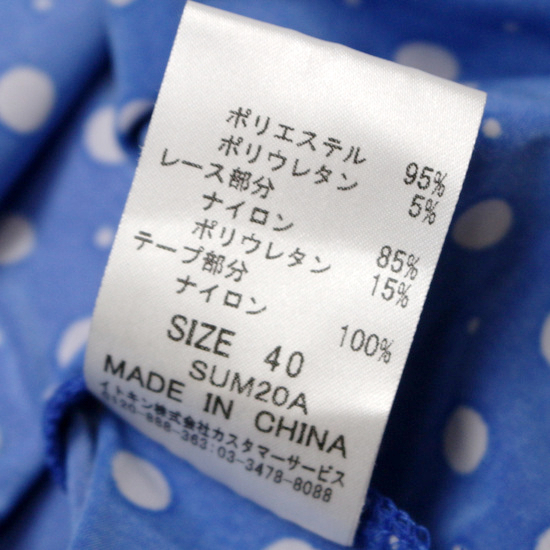 ポリエステル 95%
ポリウレタン 5%
レース部分
ナイロン 85%
ポリウレタン 15%
テープ部分
ナイロン 100%
SIZE 40
SUM20A
MADE IN CHINA
イトキン株式会社カスタマーサービス
0120-888-363:03-3478-8088